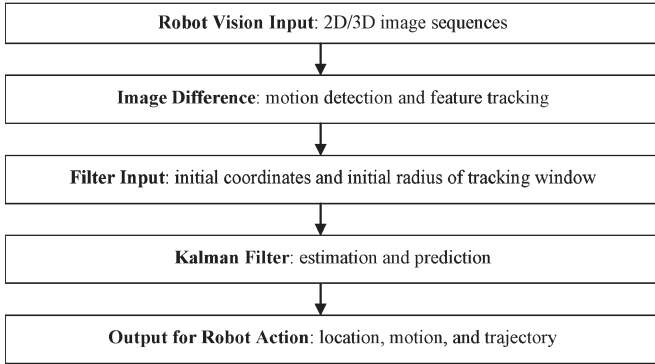 Robot Vision Input: 2D/3D image sequences
Image Difference: motion detection and feature tracking
Filter Input: initial coordinates and initial radius of tracking window
Kalman Filter: estimation and prediction
Output for Robot Action: location, motion, and trajectory